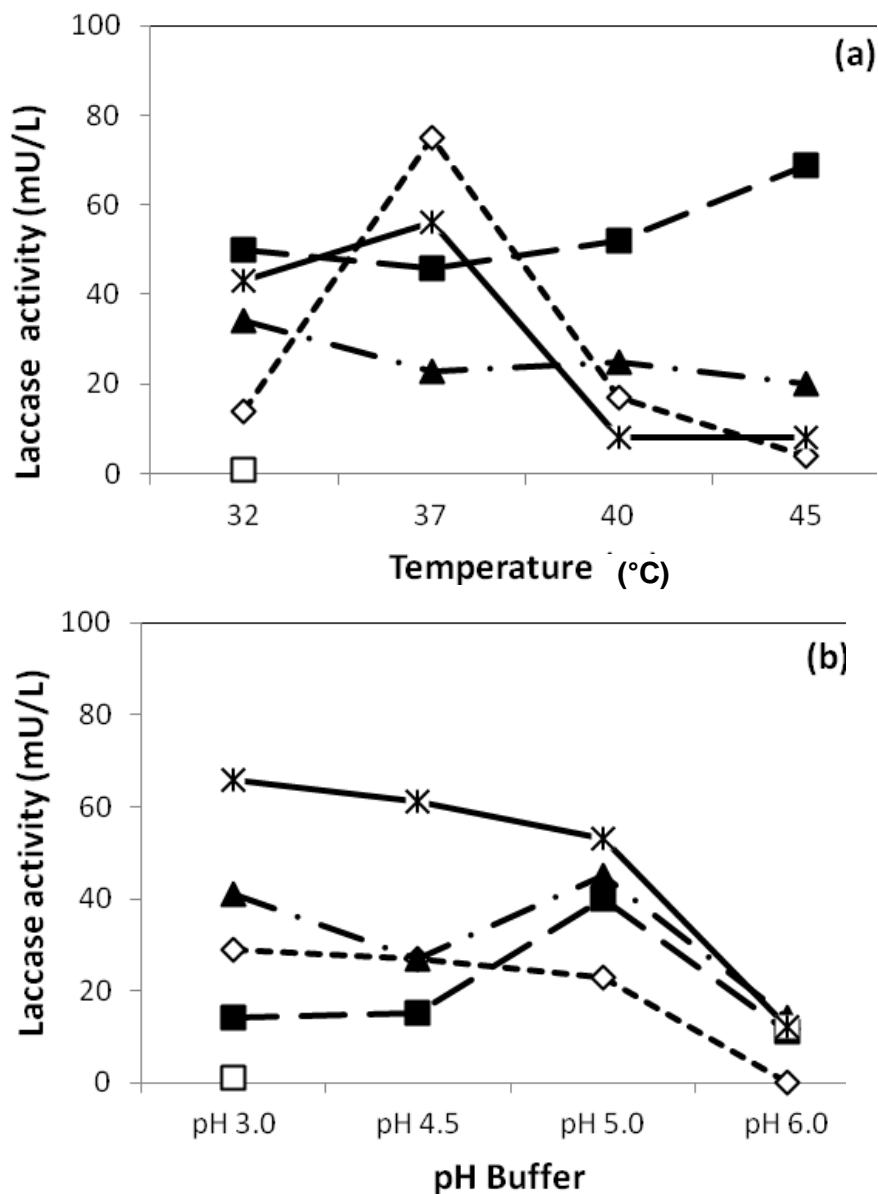 100
(a)
80
60
40
20
0
Laccase activity (mU/L)
32 37 40 45
Temperature (°C)
100
(b)
80
60
40
20
0
Laccase activity (mU/L)
pH 3.0 pH 4.5 pH 5.0 pH 6.0
pH Buffer